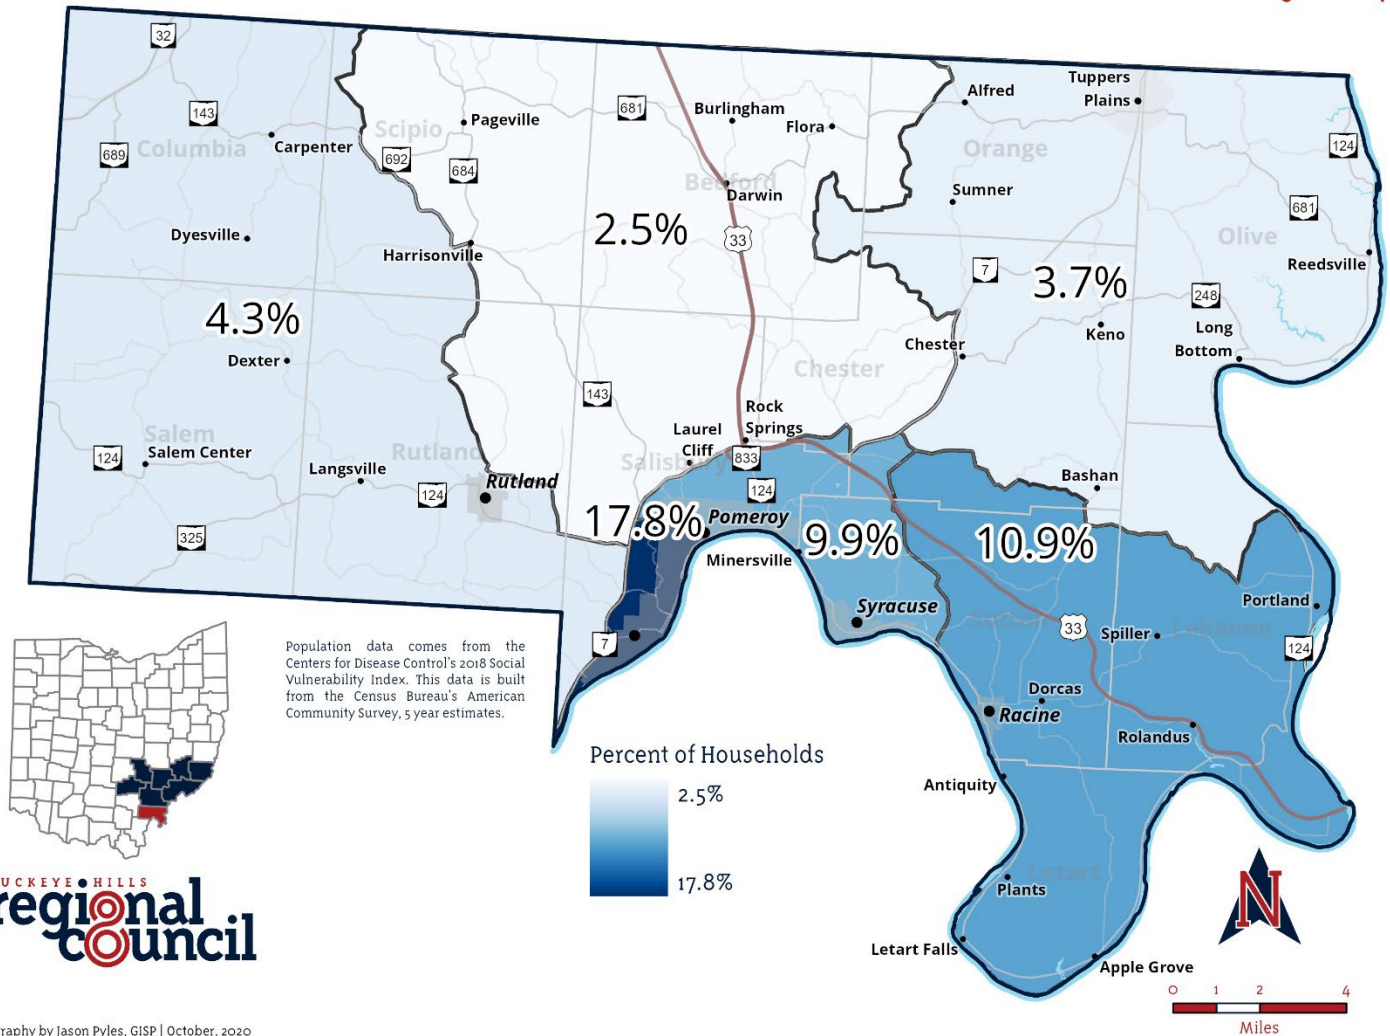 32
143
689
Columbia
Carpenter
Dyesville
4.3%
Dexter
Salem
124
Salem Center
325
Langsville
Rutland
124
Rutland
Scipio
Pageville
692
684
Harrisonville
681
Burlingham
Flora
Bedford
Darwin
2.5%
33
143
Chester
Rock
Springs
Laurel
Cliff
Salisbury
833
124
17.8%
Pomeroy
Minersville
7
9.9%
Syracuse
Alfred
Tuppers
Plains
Orange
Sumner
124
681
Olive
Reedsville
7
3.7%
248
Keno
Long
Bottom
Chester
Bashan
10.9%
Portland
33
Spiller
Lebanon
124
Dorcas
Racine
Rolandus
Antiquity
Letart
Plants
Letart Falls
Apple Grove
Population data comes from the
Centers for Disease Control's 2018 Social
Vulnerability Index. This data is built
from the Census Bureau's American
Community Survey, 5 year estimates.
Percent of Households
2.5%
17.8%
UCKEYE HILLS
regional
council
N
0 1 2 4
Miles
raphy by Jason Pyles, GISP | October, 2020